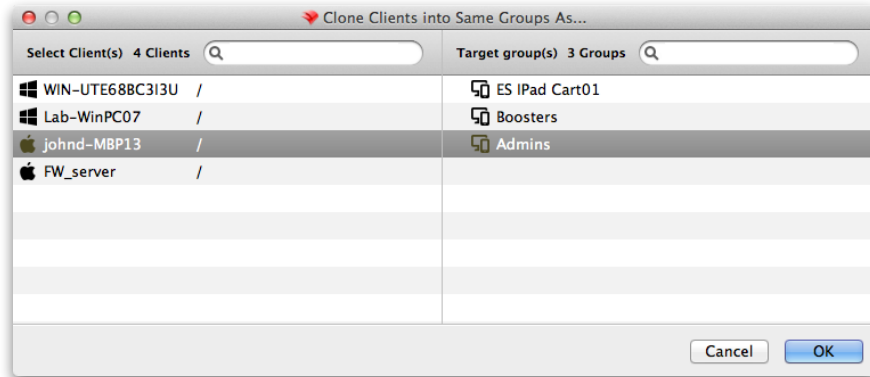 Clone Clients into Same Groups As...
Select Client(s) 4 Clients
Target group(s) 3 Groups
WIN-UTE68BC3I3U /
ES IPad Cart01
Lab-WinPC07 /
Boosters
johnd-MBP13 /
Admins
FW_server /
Cancel
OK